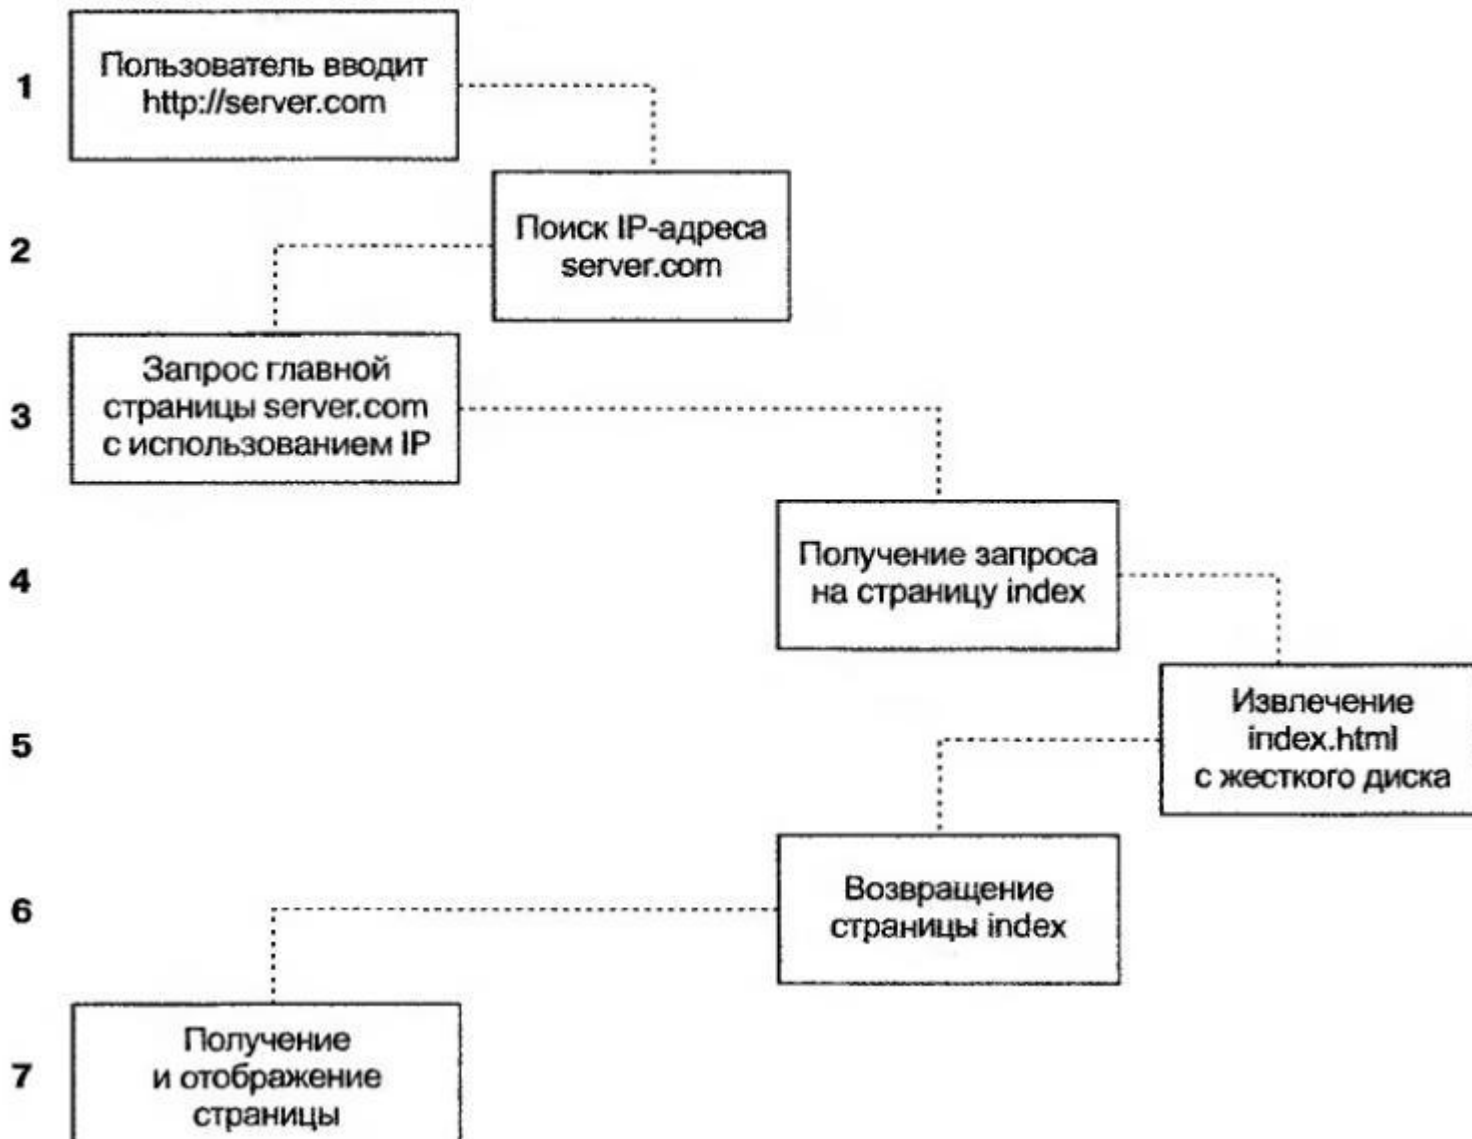 1
Пользователь вводит
http://server.com
2
Поиск IP-адреса
server.com
3
Запрос главной
страницы server.com
с использованием IP
4
Получение запроса
на страницу index
5
Извлечение
index.html
с жесткого диска
6
Возвращение
страницы index
7
Получение
и отображение
страницы